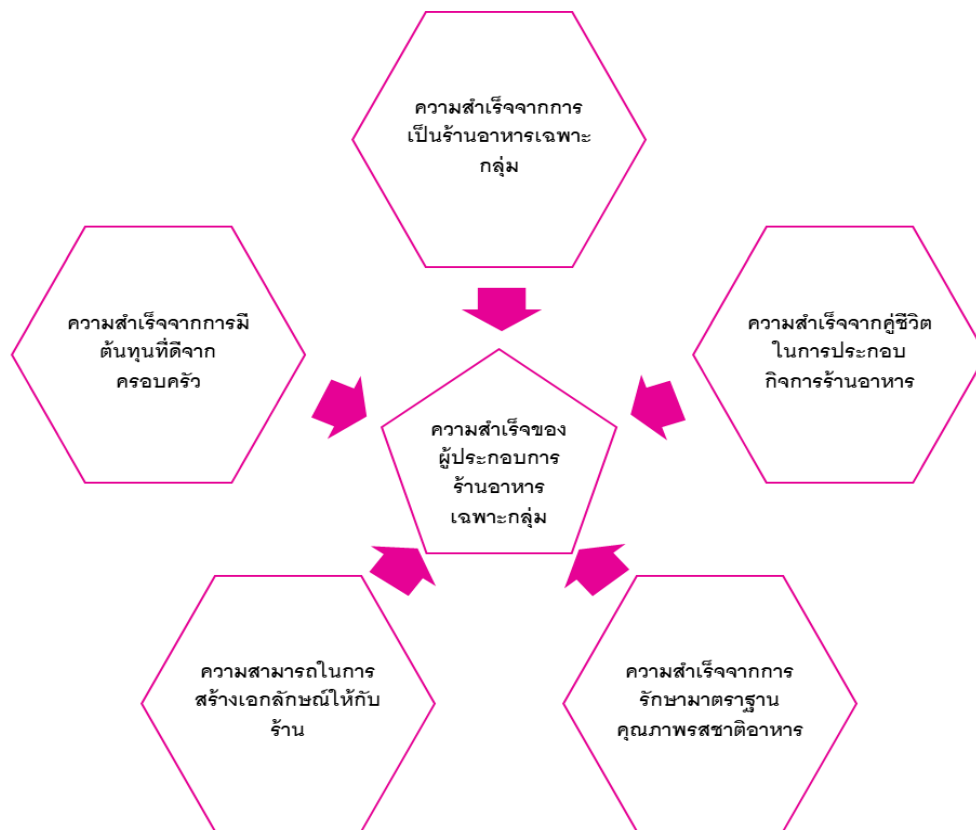 ความสำเร็จจากการ
เป็นร้านอาหารเฉพาะ
กลุ่ม
ความสำเร็จจากการมี
ต้นทุนที่ดีจาก
ครอบครัว
ความสำเร็จจากคู่ชีวิต
ในการประกอบ
กิจการร้านอาหาร
ความสำเร็จของ
ผู้ประกอบการ
ร้านอาหาร
เฉพาะกลุ่ม
ความสามารถในการ
สร้างเอกลักษณ์ให้กับ
ร้าน
ความสำเร็จจากการ
รักษามาตราฐาน
คุณภาพรสชาติอาหาร